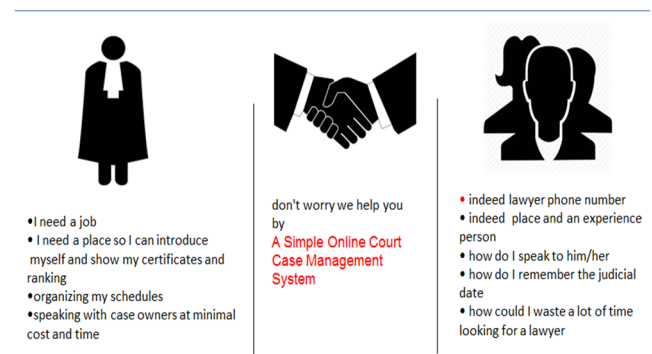 •I need a job
• I need a place so I can introduce
myself and show my certificates and
ranking
•organizing my schedules
•speaking with case owners at minimal
cost and time
don't worry we help you
by
A Simple Online Court
Case Management
System
• indeed lawyer phone number
• indeed place and an experience
person
• how do I speak to him/her
• how do I remember the judicial
date
• how could I waste a lot of time
looking for a lawyer